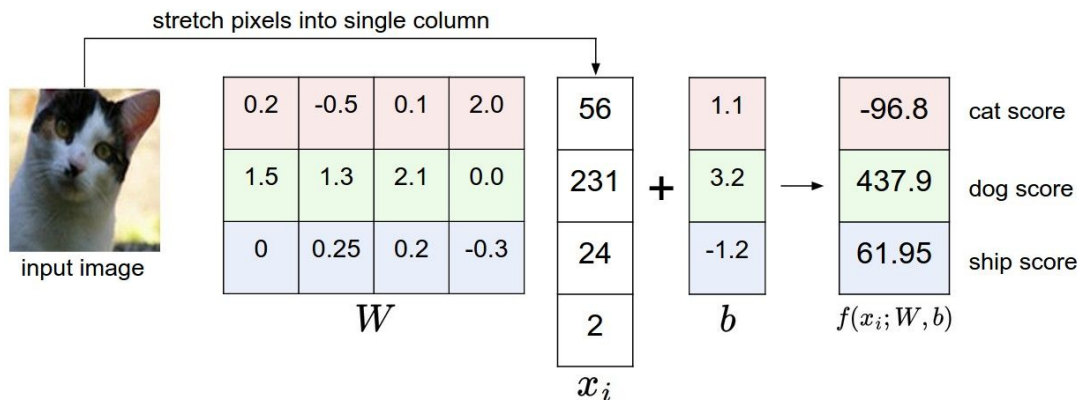 stretch pixels into single column
0.2 -0.5 0.1 2.0
1.5 1.3 2.1 0.0
0 0.25 0.2 -0.3
W
56
231
24
2
x_i
+
1.1
3.2
-1.2
b
-96.8 cat score
437.9 dog score
61.95 ship score
f(x_i; W, b)
input image